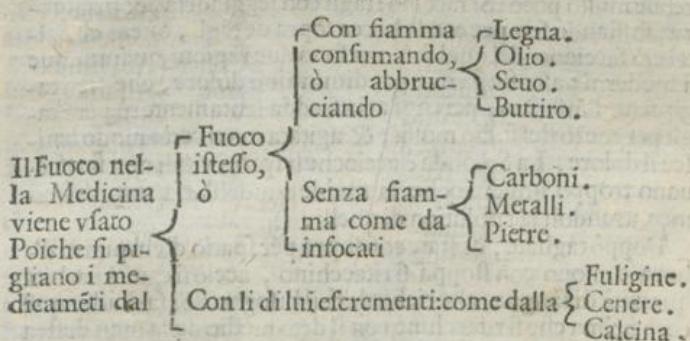 Il Fuoco nel-
la Medicina
viene vſato
Poiche ſi pi-
gliano i me-
dicaméti dal
Fuoco
iſteſſo,
ò
Con fiamma
conſumando,
ò abbruc-
ciando
Legna.
Olio.
Seuo.
Buttiro.
Senza fiam-
ma come da
infocati
Carboni.
Metalli.
Pietre.
Con li di lui eſcrementi: come dalla
Fuligine.
Cenere.
Calcina.